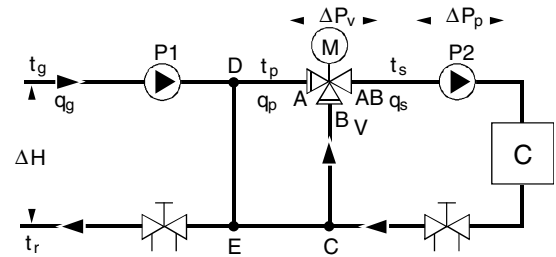 ΔPv ΔPp
M
tg P1 D tp ts P2
qg qp A AB qs
B V
ΔH C
tr E C